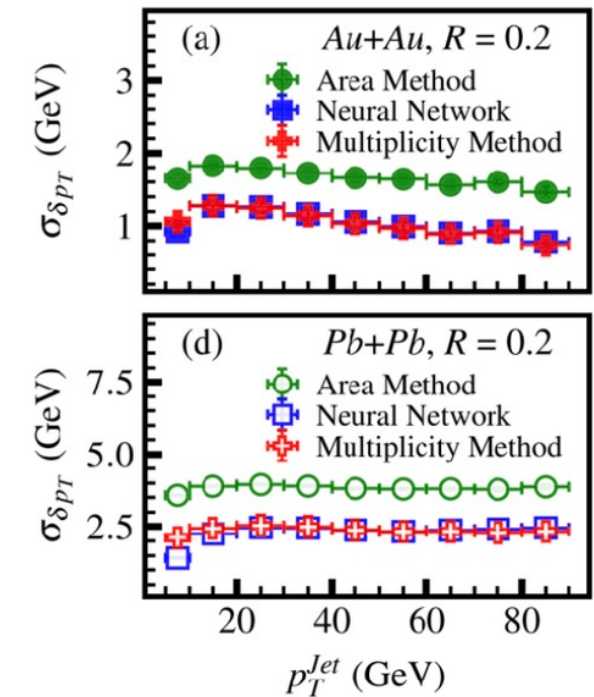 (a) Au+Au, R = 0.2
Area Method
Neural Network
Multiplicity Method
3
2
1
σδpT (GeV)
(d) Pb+Pb, R = 0.2
Area Method
Neural Network
Multiplicity Method
7.5
5.0
2.5
σδpT (GeV)
20 40 60 80
pTJet (GeV)